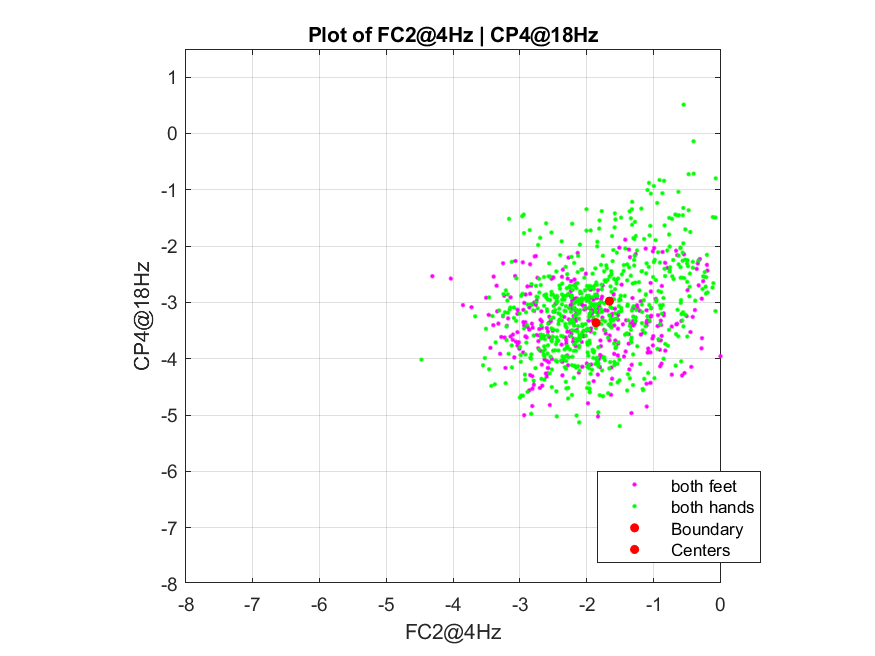 Plot of FC2@4Hz | CP4@18Hz
1
0
-1
-2
-3
-4
-5
-6
-7
-8
CP4@18Hz
both feet
both hands
Boundary
Centers
-8 -7 -6 -5 -4 -3 -2 -1 0
FC2@4Hz